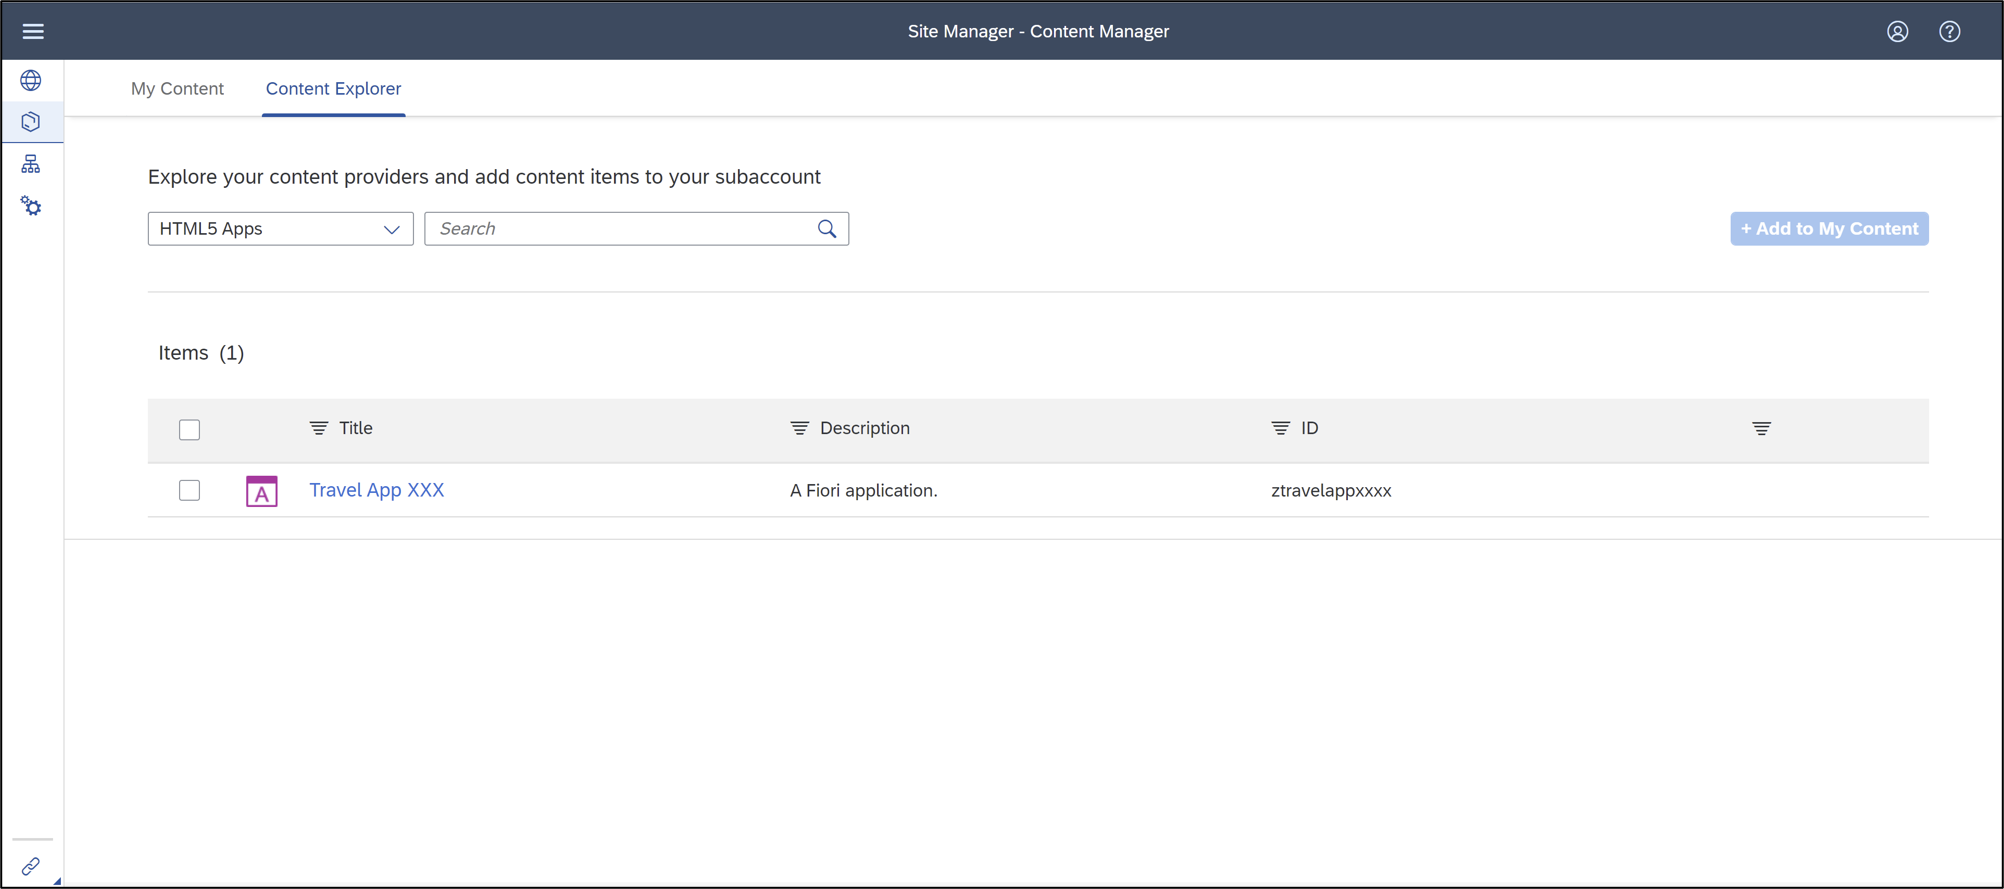 Site Manager - Content Manager
My Content
Content Explorer
Explore your content providers and add content items to your subaccount
HTML5 Apps
Search
+ Add to My Content
Items (1)
Title Description ID
A Travel App XXX A Fiori application. ztravelappxxxx